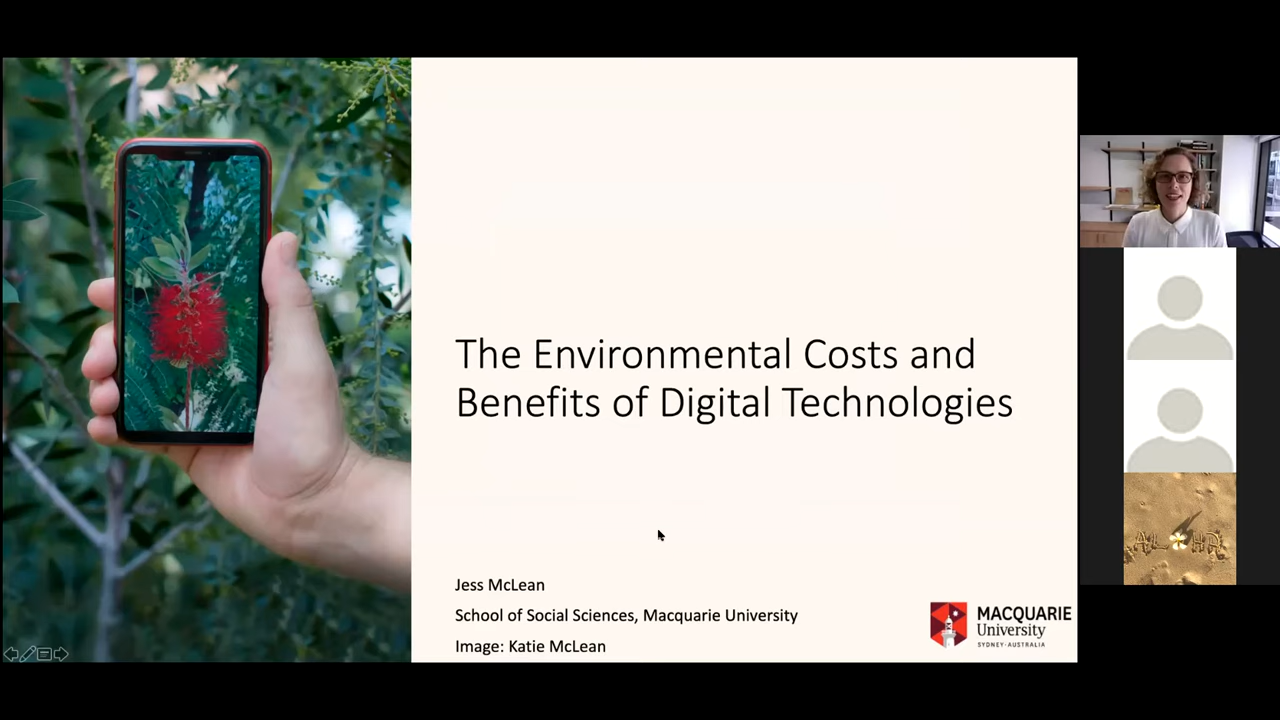 The Environmental Costs and
Benefits of Digital Technologies
Jess McLean
School of Social Sciences, Macquarie University
Image: Katie McLean
MACQUARIE
University
SYDNEY·AUSTRALIA
ALOHA